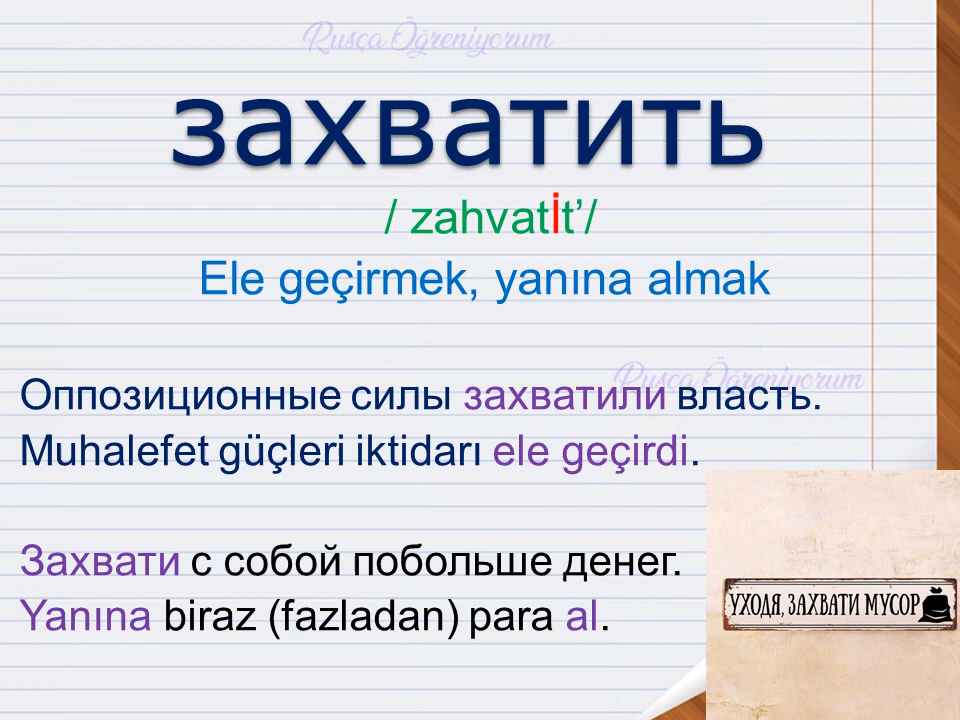 Rusça Öğreniyorum
захватить
/ zahvatİt’/
Ele geçirmek, yanına almak
Rusça Öğreniyorum
Оппозиционные силы захватили власть.
Muhalefet güçleri iktidarı ele geçirdi.
Захвати с собой побольше денег.
Yanına biraz (fazladan) para al.
УХОДЯ, ЗАХВАТИ МУСОР